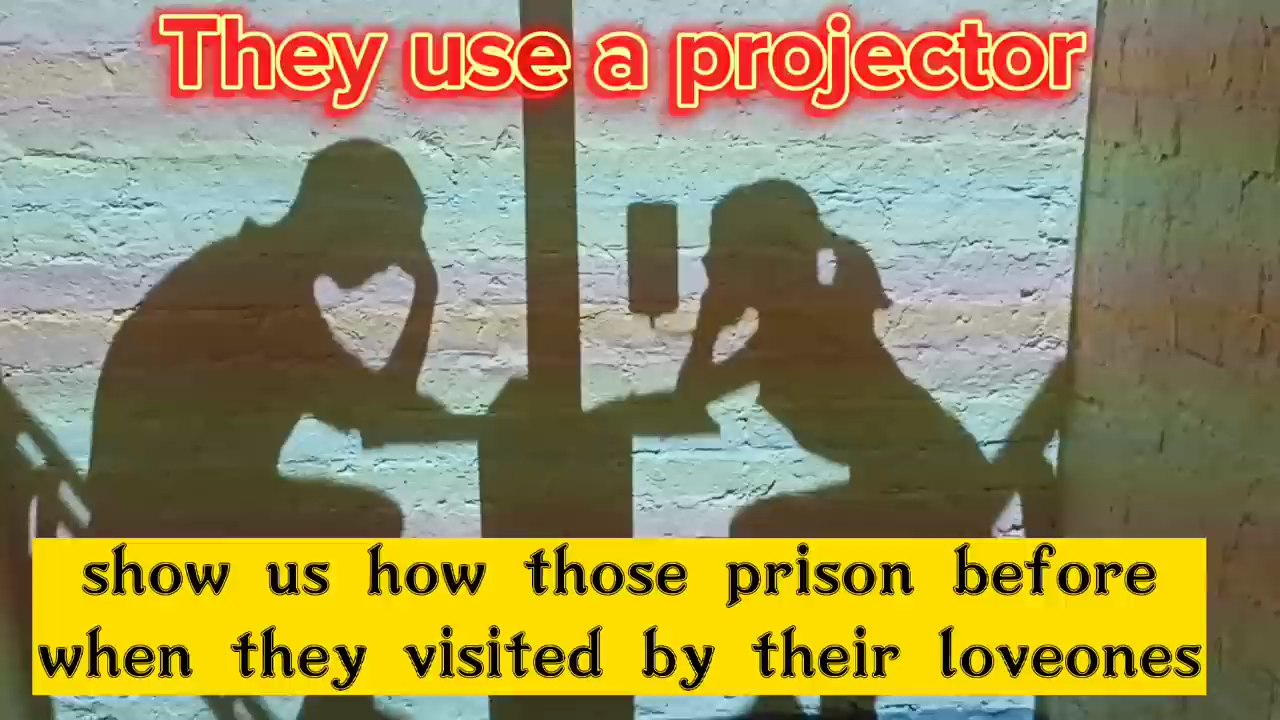 They use a projector
show us how those prison before
when they visited by their loveones